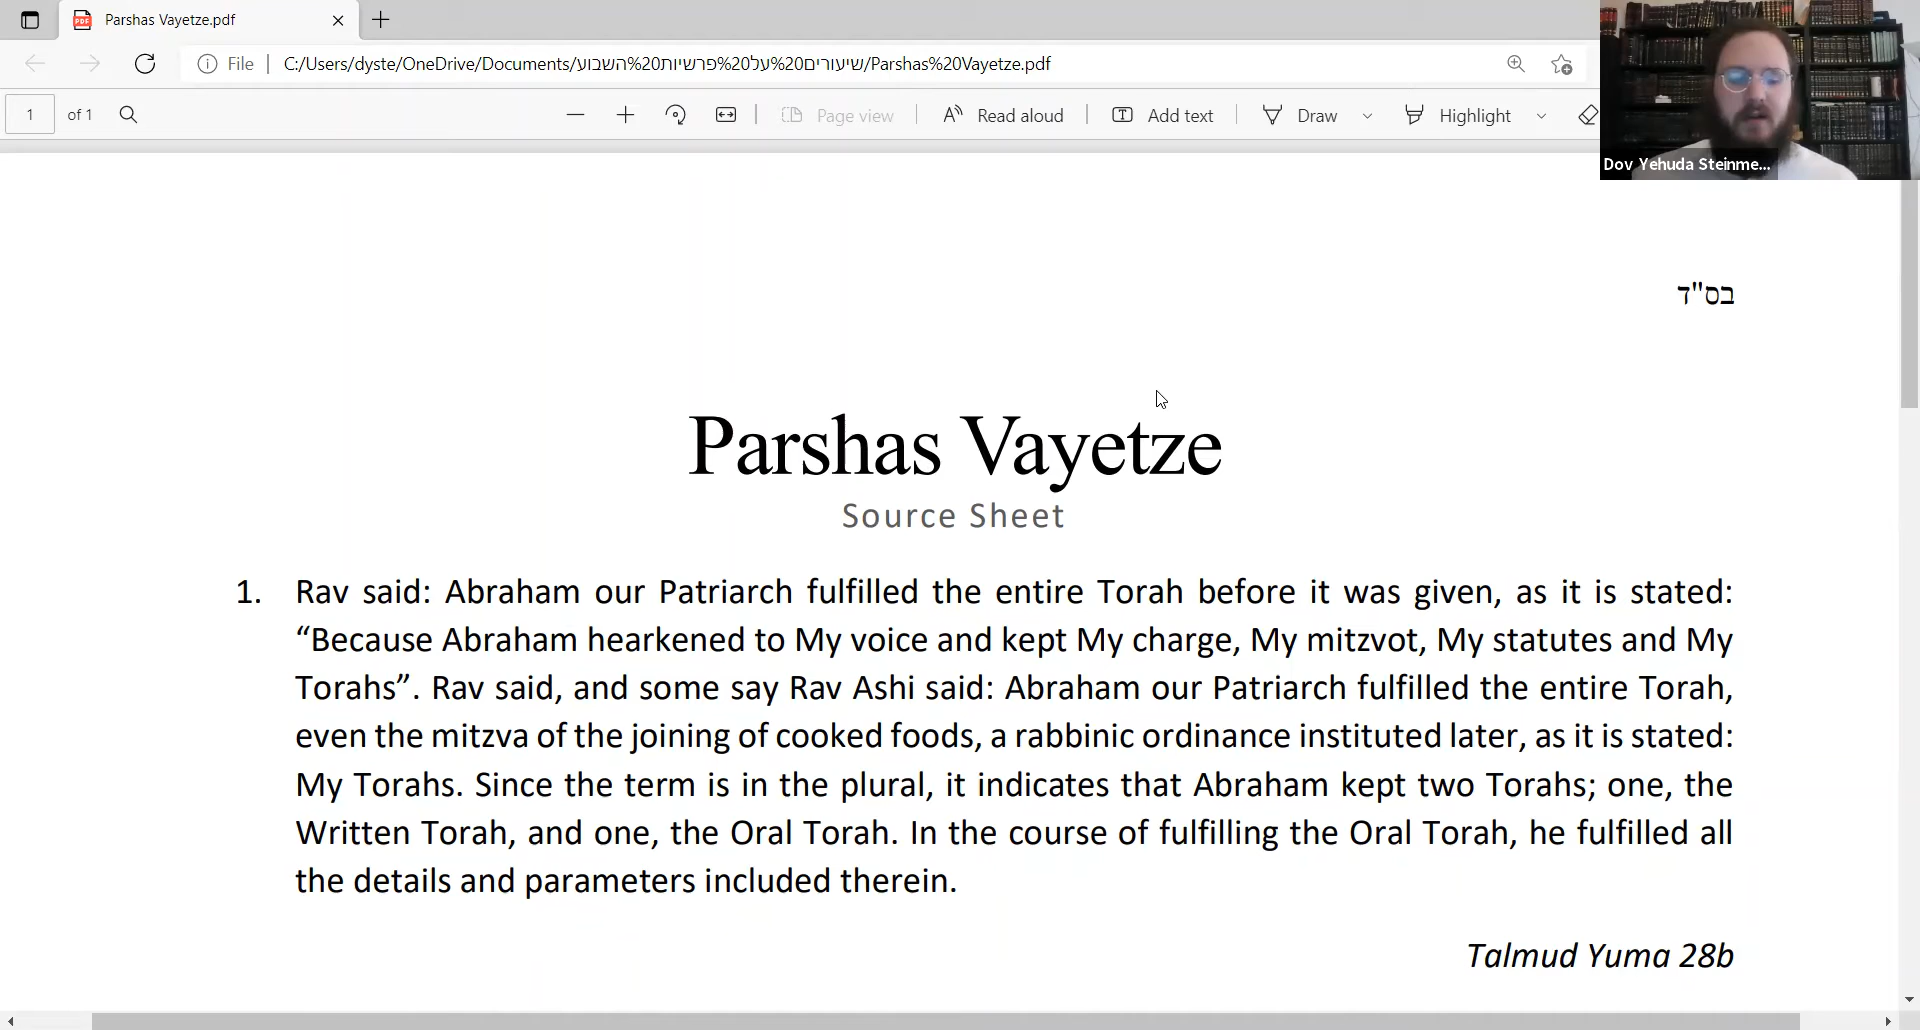 Parshas Vayetze.pdf
File
C:/Users/dyste/OneDrive/Documents/שיעורים%20על%20פרשיות%20השבוע/Parshas%20Vayetze.pdf
1 of 1
Page view
Read aloud
Add text
Draw
Highlight
Dov Yehuda Steinme...
בס"ד
Parshas Vayetze
Source Sheet
1. Rav said: Abraham our Patriarch fulfilled the entire Torah before it was given, as it is stated:
“Because Abraham hearkened to My voice and kept My charge, My mitzvot, My statutes and My
Torahs”. Rav said, and some say Rav Ashi said: Abraham our Patriarch fulfilled the entire Torah,
even the mitzva of the joining of cooked foods, a rabbinic ordinance instituted later, as it is stated:
My Torahs. Since the term is in the plural, it indicates that Abraham kept two Torahs; one, the
Written Torah, and one, the Oral Torah. In the course of fulfilling the Oral Torah, he fulfilled all
the details and parameters included therein.
Talmud Yuma 28b